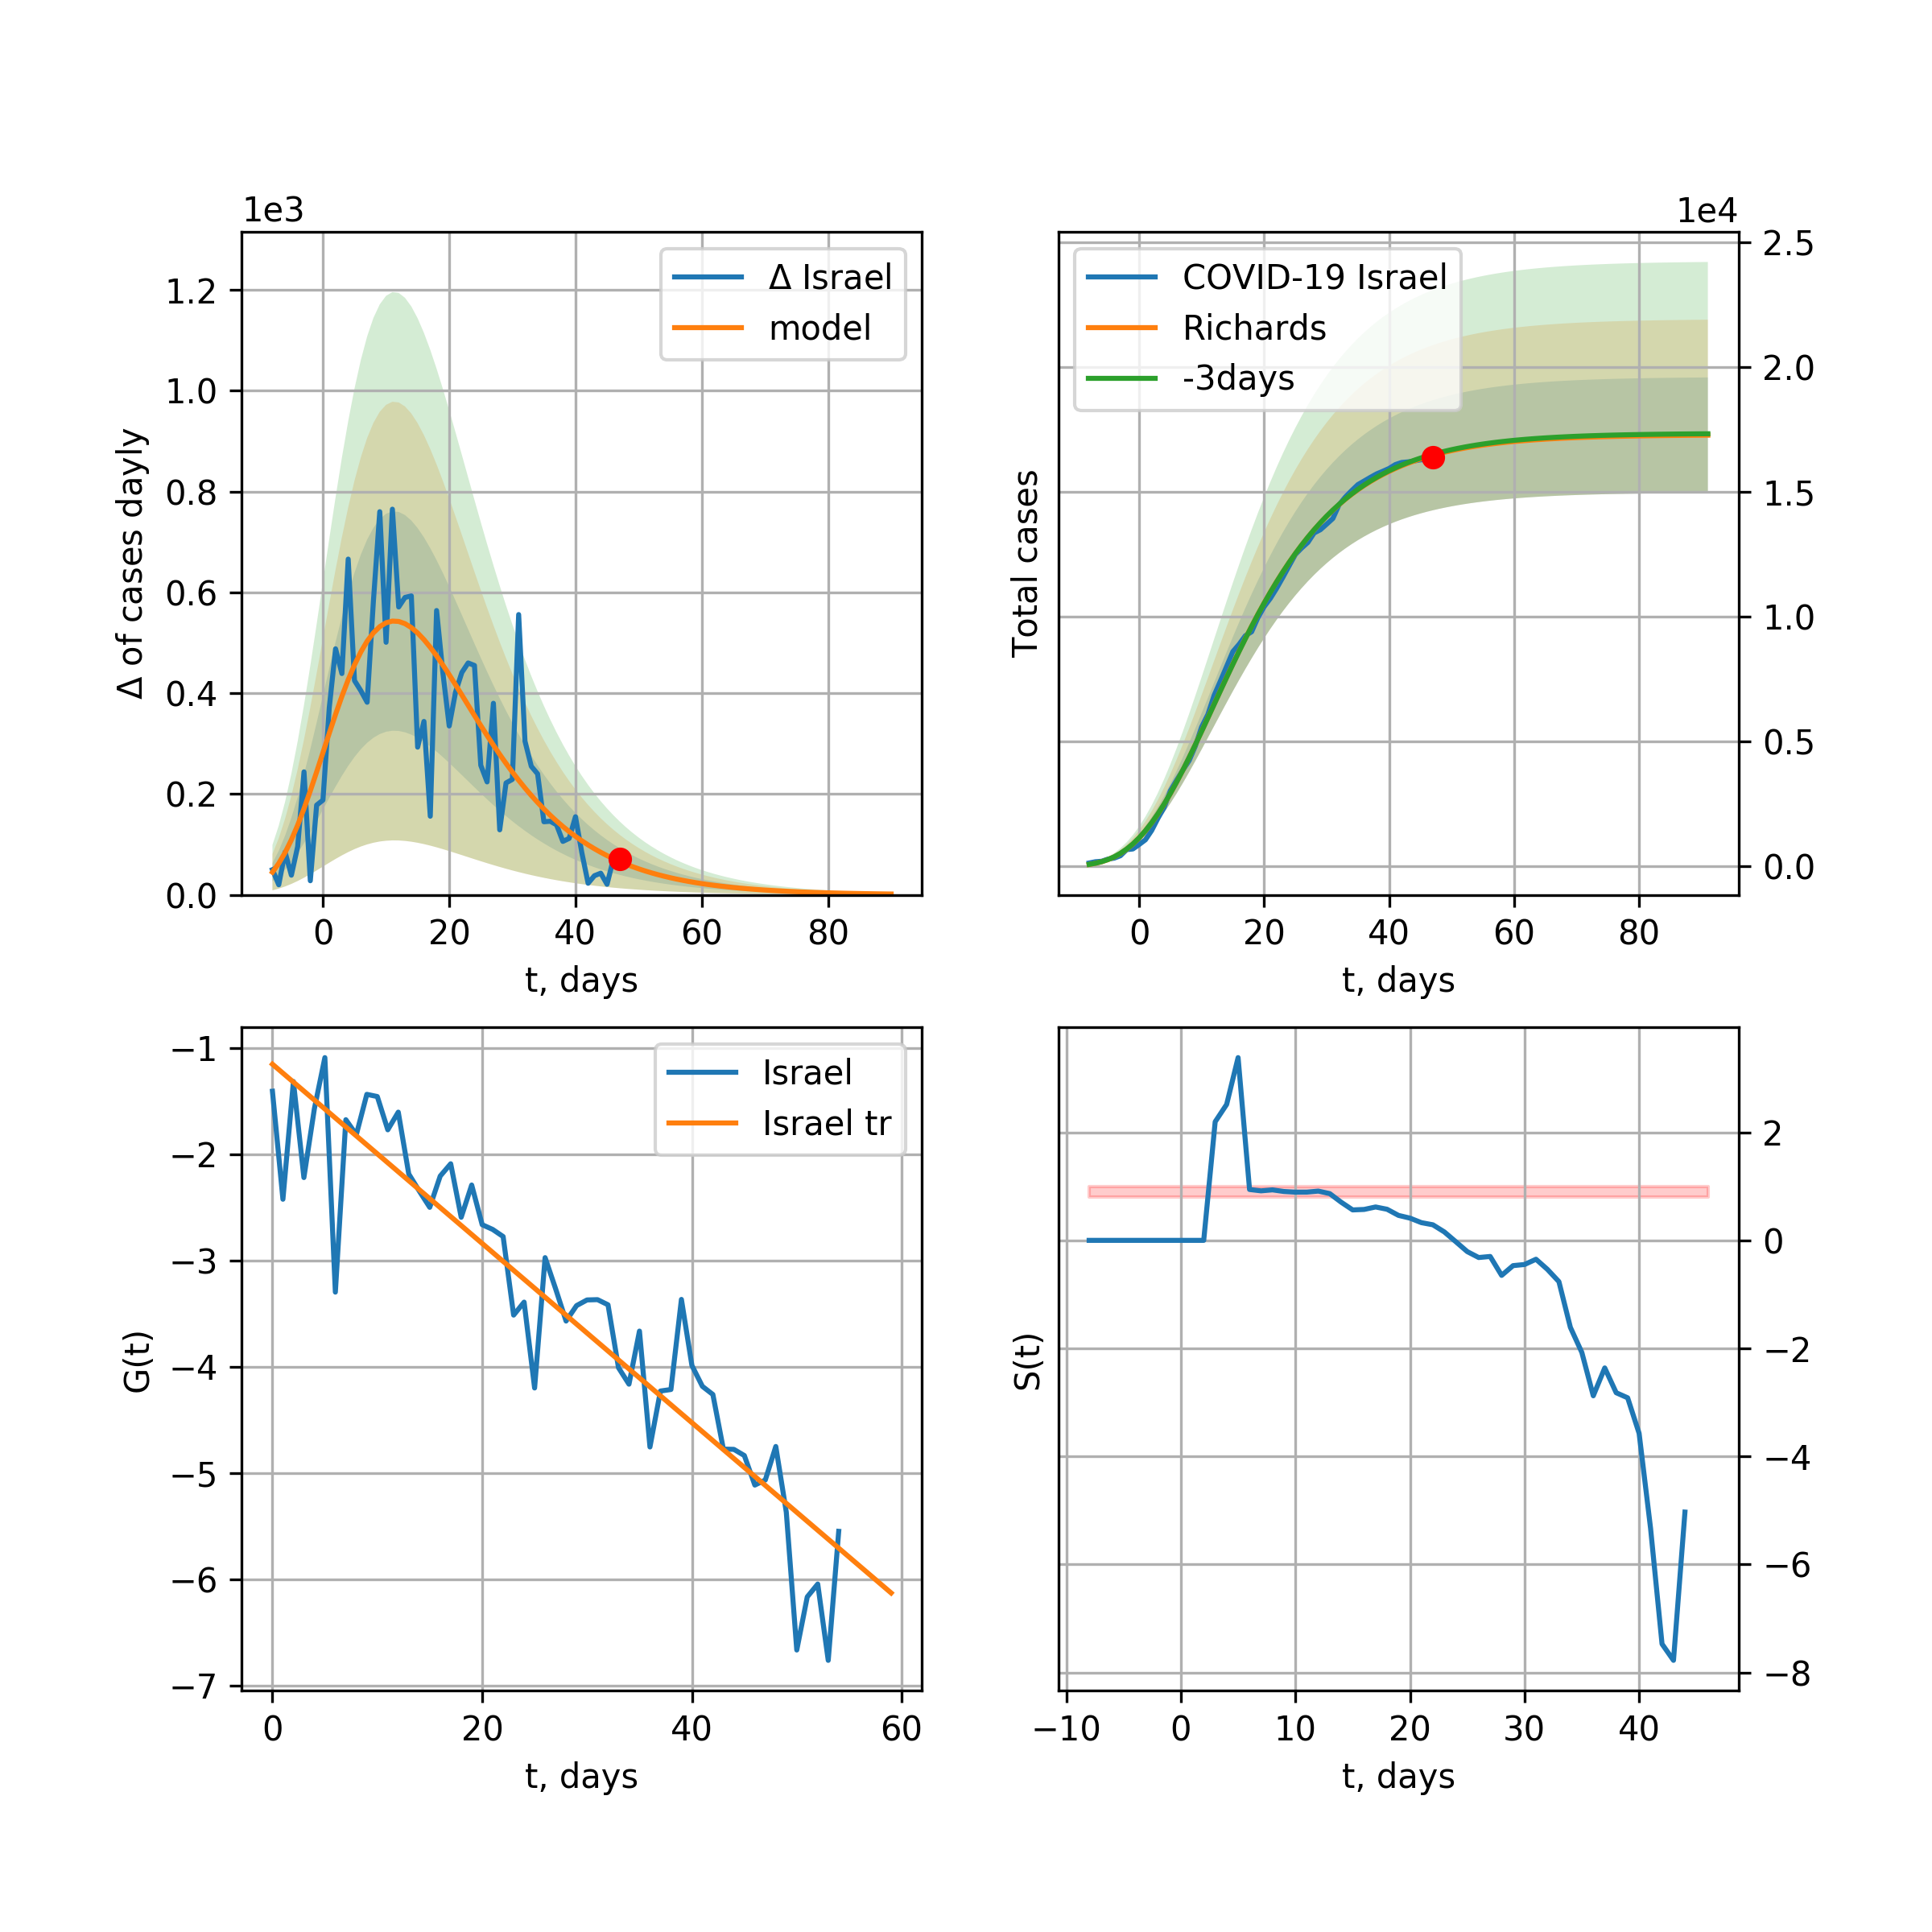 1e3
Δ of cases dayly
1.2
1.0
0.8
0.6
0.4
0.2
0.0
Δ Israel
model
0 20 40 60 80
t, days
1e4
Total cases
COVID-19 Israel
Richards
-3days
2.5
2.0
1.5
1.0
0.5
0.0
0 20 40 60 80
t, days
G(t)
−1
−2
−3
−4
−5
−6
−7
Israel
Israel tr
0 20 40 60
t, days
S(t)
2
0
−2
−4
−6
−8
−10 0 10 20 30 40
t, days